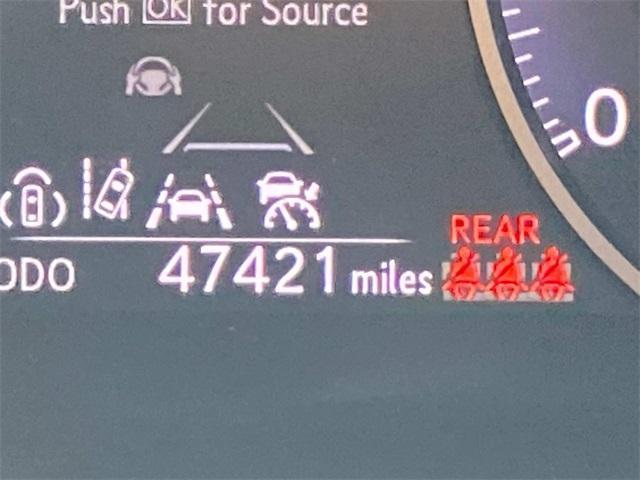 Push OK for Source
0
ODO 47421 miles
REAR